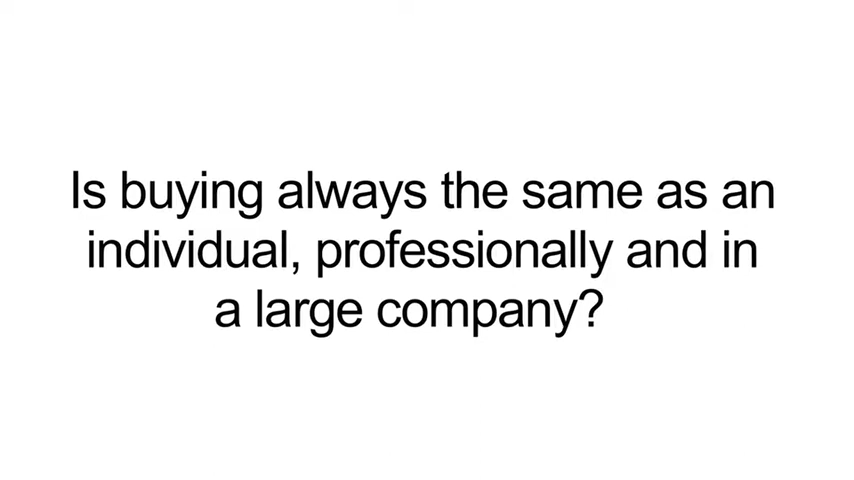 Is buying always the same as an
individual, professionally and in
a large company?